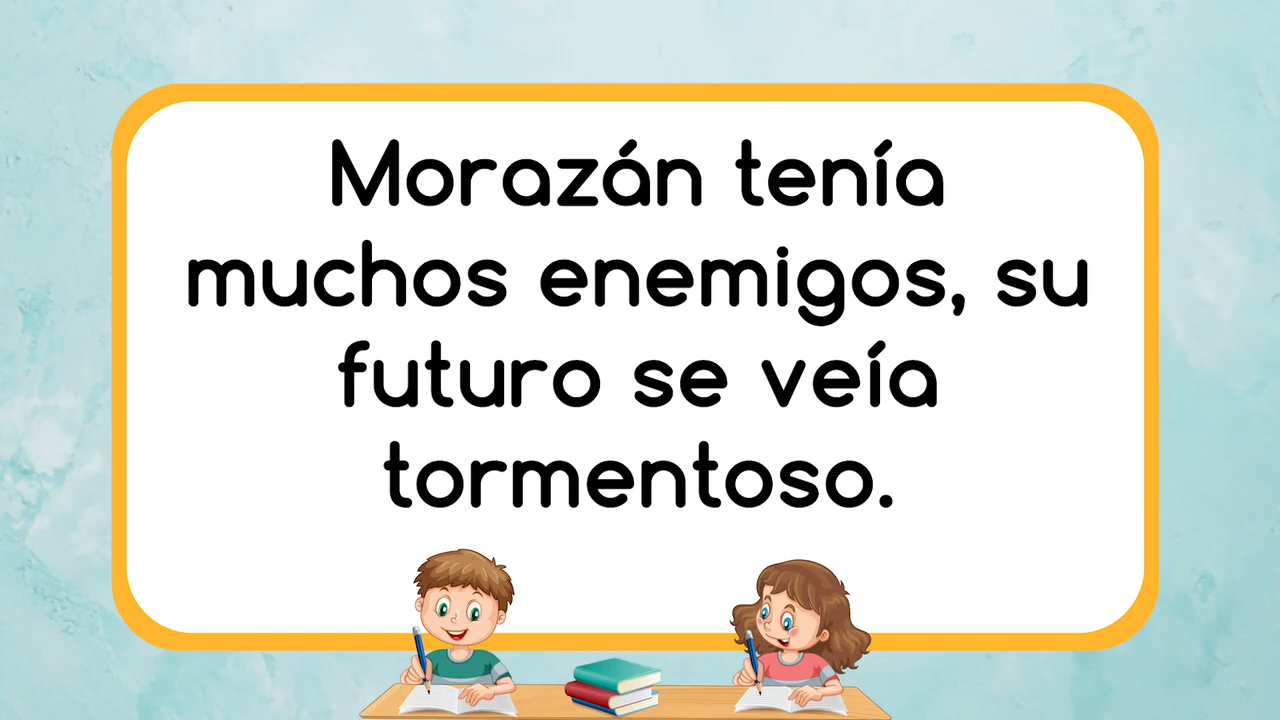 Morazán tenía
muchos enemigos, su
futuro se veía
tormentoso.